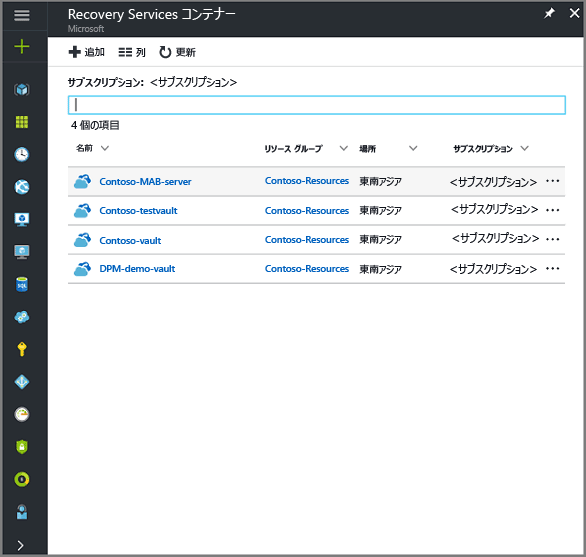 Recovery Services コンテナー
Microsoft
追加 列 更新
サブスクリプション: <サブスクリプション>
4 個の項目
名前 リソース グループ 場所 サブスクリプション
Contoso-MAB-server Contoso-Resources 東南アジア <サブスクリプション> ...
Contoso-testvault Contoso-Resources 東南アジア <サブスクリプション> ...
Contoso-vault Contoso-Resources 東南アジア <サブスクリプション> ...
DPM-demo-vault Contoso-Resources 東南アジア <サブスクリプション> ...
SQL